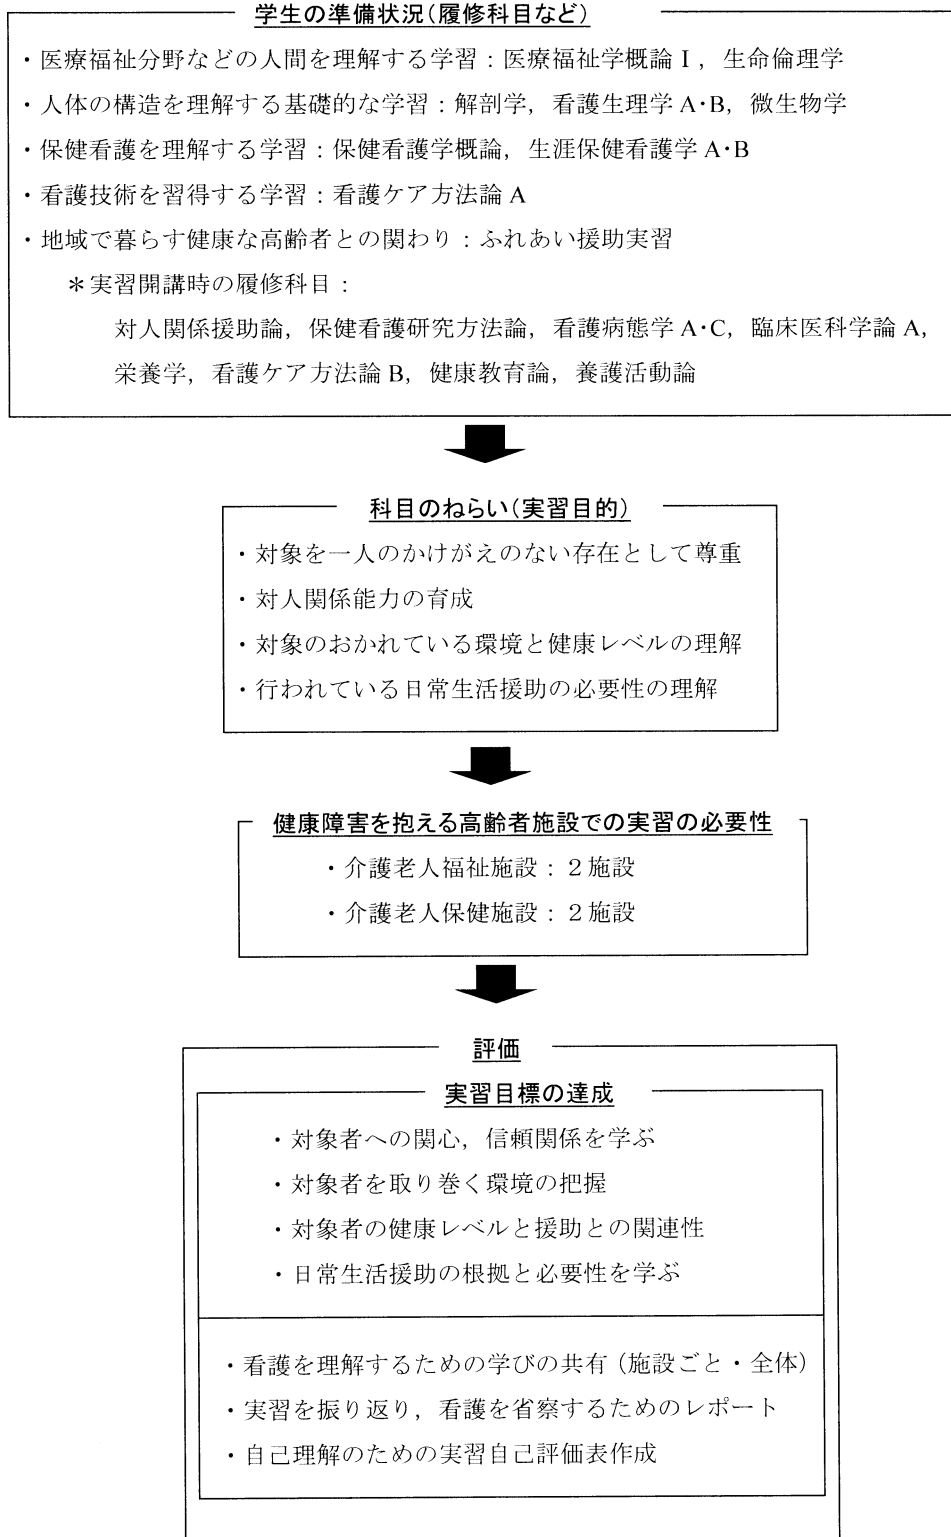 学生の準備状況(履修科目など)
・医療福祉分野などの人間を理解する学習：医療福祉学概論Ⅰ，生命倫理学
・人体の構造を理解する基礎的な学習：解剖学，看護生理学A･B，微生物学
・保健看護を理解する学習：保健看護学概論，生涯保健看護学A･B
・看護技術を習得する学習：看護ケア方法論A
・地域で暮らす健康な高齢者との関わり：ふれあい援助実習
＊実習開講時の履修科目：
対人関係援助論，保健看護研究方法論，看護病態学A･C，臨床医科学論A，
栄養学，看護ケア方法論B，健康教育論，養護活動論
科目のねらい(実習目的)
・対象を一人のかけがえのない存在として尊重
・対人関係能力の育成
・対象のおかれている環境と健康レベルの理解
・行われている日常生活援助の必要性の理解
健康障害を抱える高齢者施設での実習の必要性
・介護老人福祉施設：２施設
・介護老人保健施設：２施設
評価
実習目標の達成
・対象者への関心，信頼関係を学ぶ
・対象者を取り巻く環境の把握
・対象者の健康レベルと援助との関連性
・日常生活援助の根拠と必要性を学ぶ
・看護を理解するための学びの共有（施設ごと・全体）
・実習を振り返り，看護を省察するためのレポート
・自己理解のための実習自己評価表作成